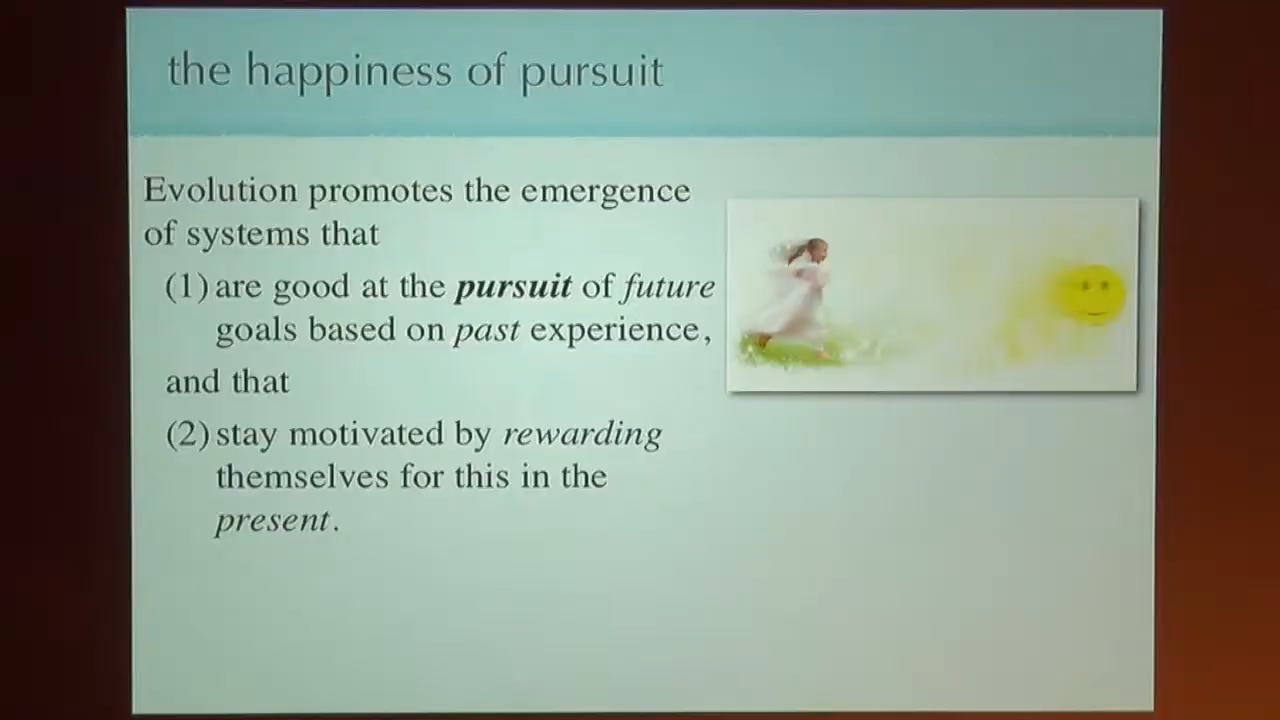 the happiness of pursuit
Evolution promotes the emergence
of systems that
(1) are good at the pursuit of future
goals based on past experience,
and that
(2) stay motivated by rewarding
themselves for this in the
present.